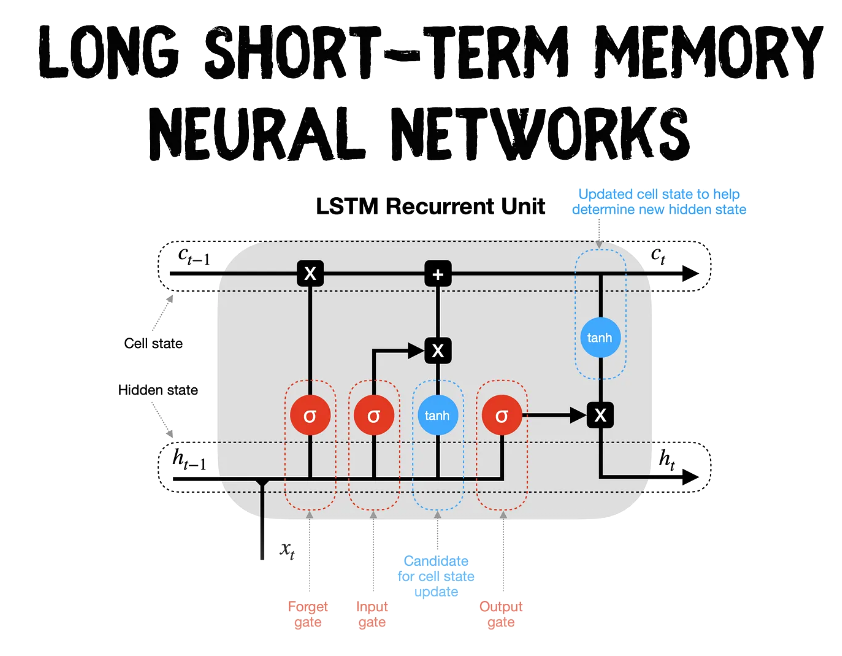 LONG SHORT-TERM MEMORY
NEURAL NETWORKS
LSTM Recurrent Unit
Updated cell state to help
determine new hidden state
c_{t−1}
c_t
X
+
Cell state
tanh
X
Hidden state
σ
σ
tanh
σ
X
h_{t−1}
h_t
x_t
Candidate
for cell state
update
Forget
gate
Input
gate
Output
gate